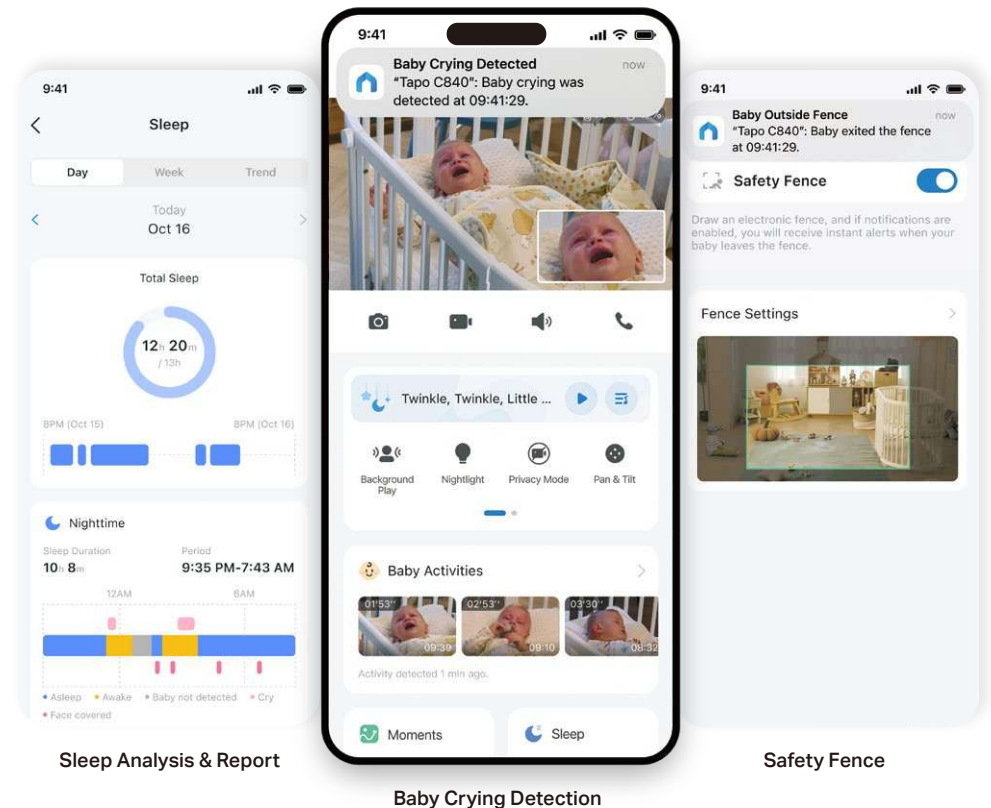 9:41
Sleep
Day
Week
Trend
Today
Oct 16
Total Sleep
12h 20m
/ 13h
8PM (Oct 15)
8PM (Oct 16)
Nighttime
Sleep Duration
Period
10h 8m
9:35 PM-7:43 AM
12AM
6AM
Asleep
Awake
Baby not detected
Cry
Face covered
Sleep Analysis & Report
9:41
Baby Crying Detected
now
"Tapo C840": Baby crying was
detected at 09:41:29.
Twinkle, Twinkle, Little ...
Background
Play
Nightlight
Privacy Mode
Pan & Tilt
Baby Activities
01'53"
09:39
02'53"
09:10
03'30"
08:32
Activity detected 1 min ago.
Moments
Sleep
Baby Crying Detection
9:41
Baby Outside Fence
now
"Tapo C840": Baby exited the fence
at 09:41:29.
Safety Fence
Draw an electronic fence, and if notifications are
enabled, you will receive instant alerts when your
baby leaves the fence.
Fence Settings
Safety Fence